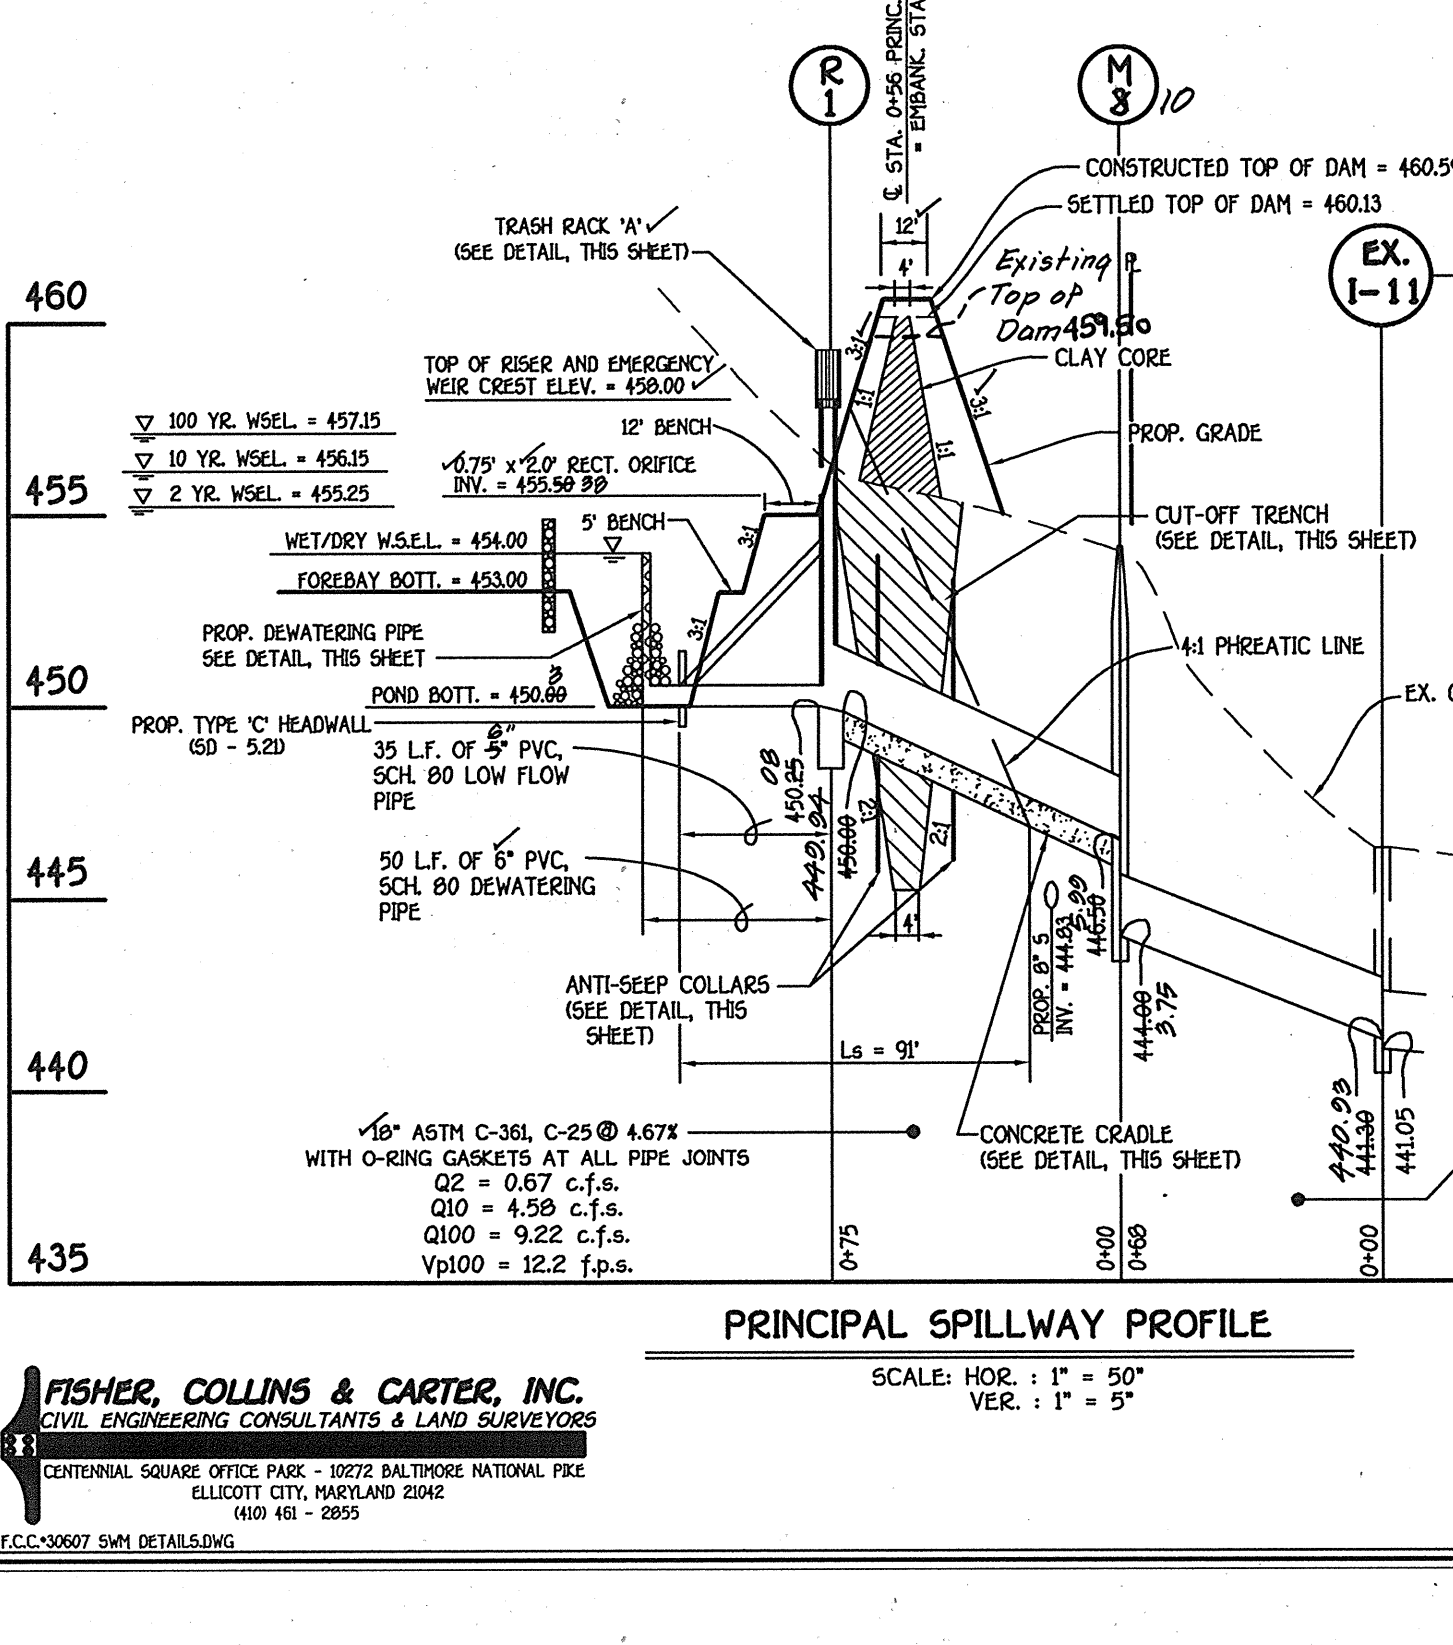 R
1
M
8 10
℄ STA. 0+56 PRINC.
= EMBANK. STA
CONSTRUCTED TOP OF DAM = 460.5
SETTLED TOP OF DAM = 460.13
EX.
I-11
TRASH RACK 'A' ✓
(SEE DETAIL, THIS SHEET)
12' ✓
4'
Existing
Top of
Dam 459.50
CLAY CORE
460
TOP OF RISER AND EMERGENCY
WEIR CREST ELEV. = 458.00 ✓
3:1
1:1
1:1
3:1
PROP. GRADE
100 YR. WSEL. = 457.15
10 YR. WSEL. = 456.15
2 YR. WSEL. = 455.25
12' BENCH
✓0.75' x ✓2.0' RECT. ORIFICE
INV. = 455.50 38
455
5' BENCH
3:1
CUT-OFF TRENCH
(SEE DETAIL, THIS SHEET)
WET/DRY W.S.E.L. = 454.00
FOREBAY BOTT. = 453.00
PROP. DEWATERING PIPE
SEE DETAIL, THIS SHEET
3:1
4:1 PHREATIC LINE
450
3
POND BOTT. = 450.00
EX.
PROP. TYPE 'C' HEADWALL
(SD - 5.21)
6"
35 L.F. OF 5" PVC,
SCH. 80 LOW FLOW
PIPE
08
450.25
449.94
450.00
2:1
2:1
445
50 L.F. OF 6" PVC,
SCH. 80 DEWATERING
PIPE
4'
PROP. 8" S
INV. = 444.83
5.99
446.50
444.00
3.75
ANTI-SEEP COLLARS
(SEE DETAIL, THIS
SHEET)
Ls = 91'
440
440.93
441.30
441.05
✓18" ASTM C-361, C-25 @ 4.67%
WITH O-RING GASKETS AT ALL PIPE JOINTS
Q2 = 0.67 c.f.s.
Q10 = 4.58 c.f.s.
Q100 = 9.22 c.f.s.
Vp100 = 12.2 f.p.s.
CONCRETE CRADLE
(SEE DETAIL, THIS SHEET)
435
0+75
0+00
0+68
0+00
PRINCIPAL SPILLWAY PROFILE
SCALE: HOR. : 1" = 50"
VER. : 1" = 5"
FISHER, COLLINS & CARTER, INC.
CIVIL ENGINEERING CONSULTANTS & LAND SURVEYORS
CENTENNIAL SQUARE OFFICE PARK - 10272 BALTIMORE NATIONAL PIKE
ELLICOTT CITY, MARYLAND 21042
(410) 461 - 2855
F.C.C.*30607 SWM DETAILS.DWG